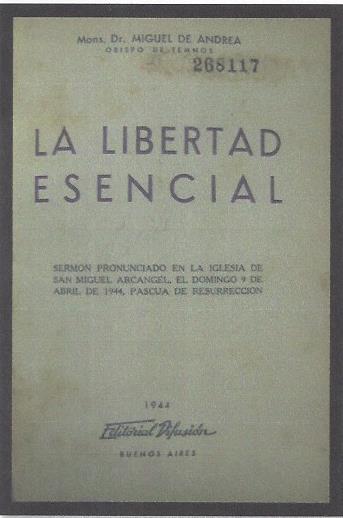 Mons. Dr. MIGUEL DE ANDREA
OBISPO DE TEMNOS
268117
LA LIBERTAD
ESENCIAL
SERMON PRONUNCIADO EN LA IGLESIA DE
SAN MIGUEL ARCANGEL, EL DOMINGO 9 DE
ABRIL DE 1944, PASCUA DE RESURRECCION
1944
Editorial Difusión
BUENOS AIRES